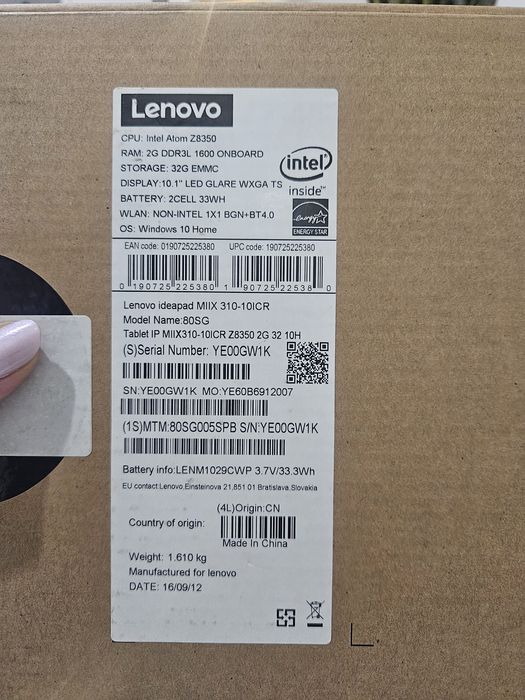 Lenovo
CPU: Intel Atom Z8350
RAM: 2G DDR3L 1600 ONBOARD
STORAGE: 32G EMMC
DISPLAY:10.1" LED GLARE WXGA TS
BATTERY: 2CELL 33WH
WLAN: NON-INTEL 1X1 BGN+BT4.0
OS: Windows 10 Home
intel
inside™
energy
ENERGY STAR
EAN code: 0190725225380 UPC code: 190725225380
0 190725 225380 1 90725 22538 0
Lenovo ideapad MIIX 310-10ICR
Model Name:80SG
Tablet IP MIIX310-10ICR Z8350 2G 32 10H
(S)Serial Number: YE00GW1K
SN:YE00GW1K MO:YE60B6912007
(1S)MTM:80SG005SPB S/N:YE00GW1K
Battery info:LENM1029CWP 3.7V/33.3Wh
EU contact:Lenovo,Einsteinova 21,851 01 Bratislava,Slovakia
(4L)Origin:CN
Country of origin:
Made In China
Weight: 1.610 kg
Manufactured for lenovo
DATE: 16/09/12